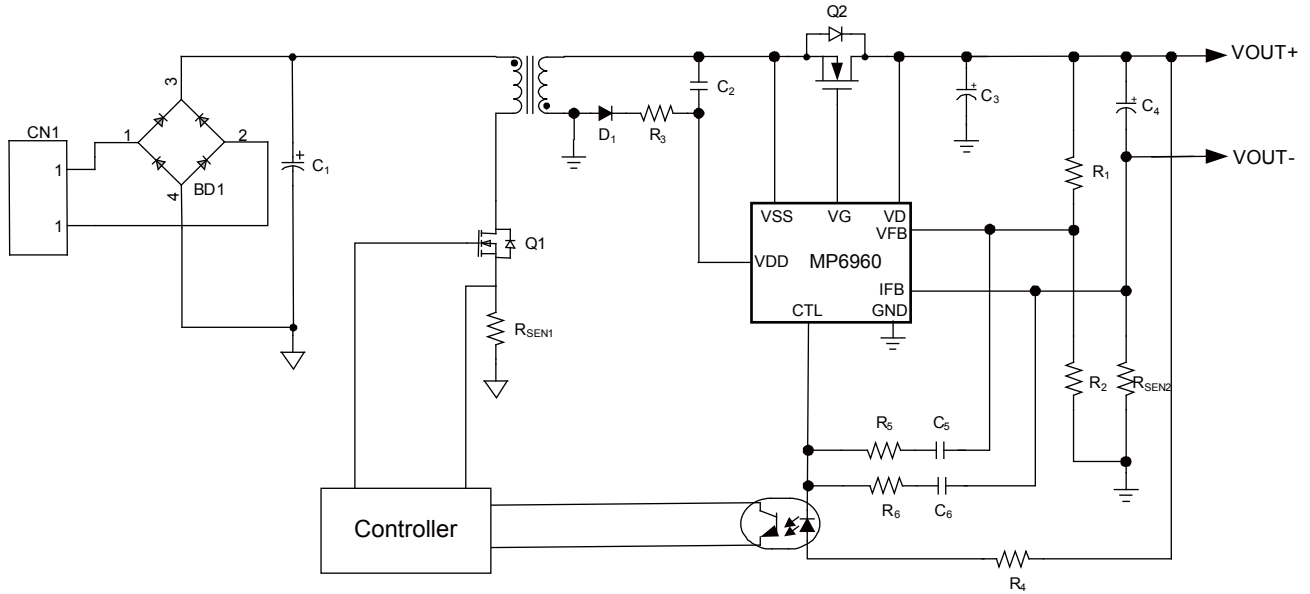 Q2
VOUT+
3
C2
C3
C4
CN1
1
2
D1
R3
1
C1
VOUT-
BD1
R1
4
1
VSS
VG
VD
VFB
Q1
VDD
MP6960
IFB
CTL
GND
RSEN1
R2
RSEN2
R5
C5
R6
C6
Controller
R4